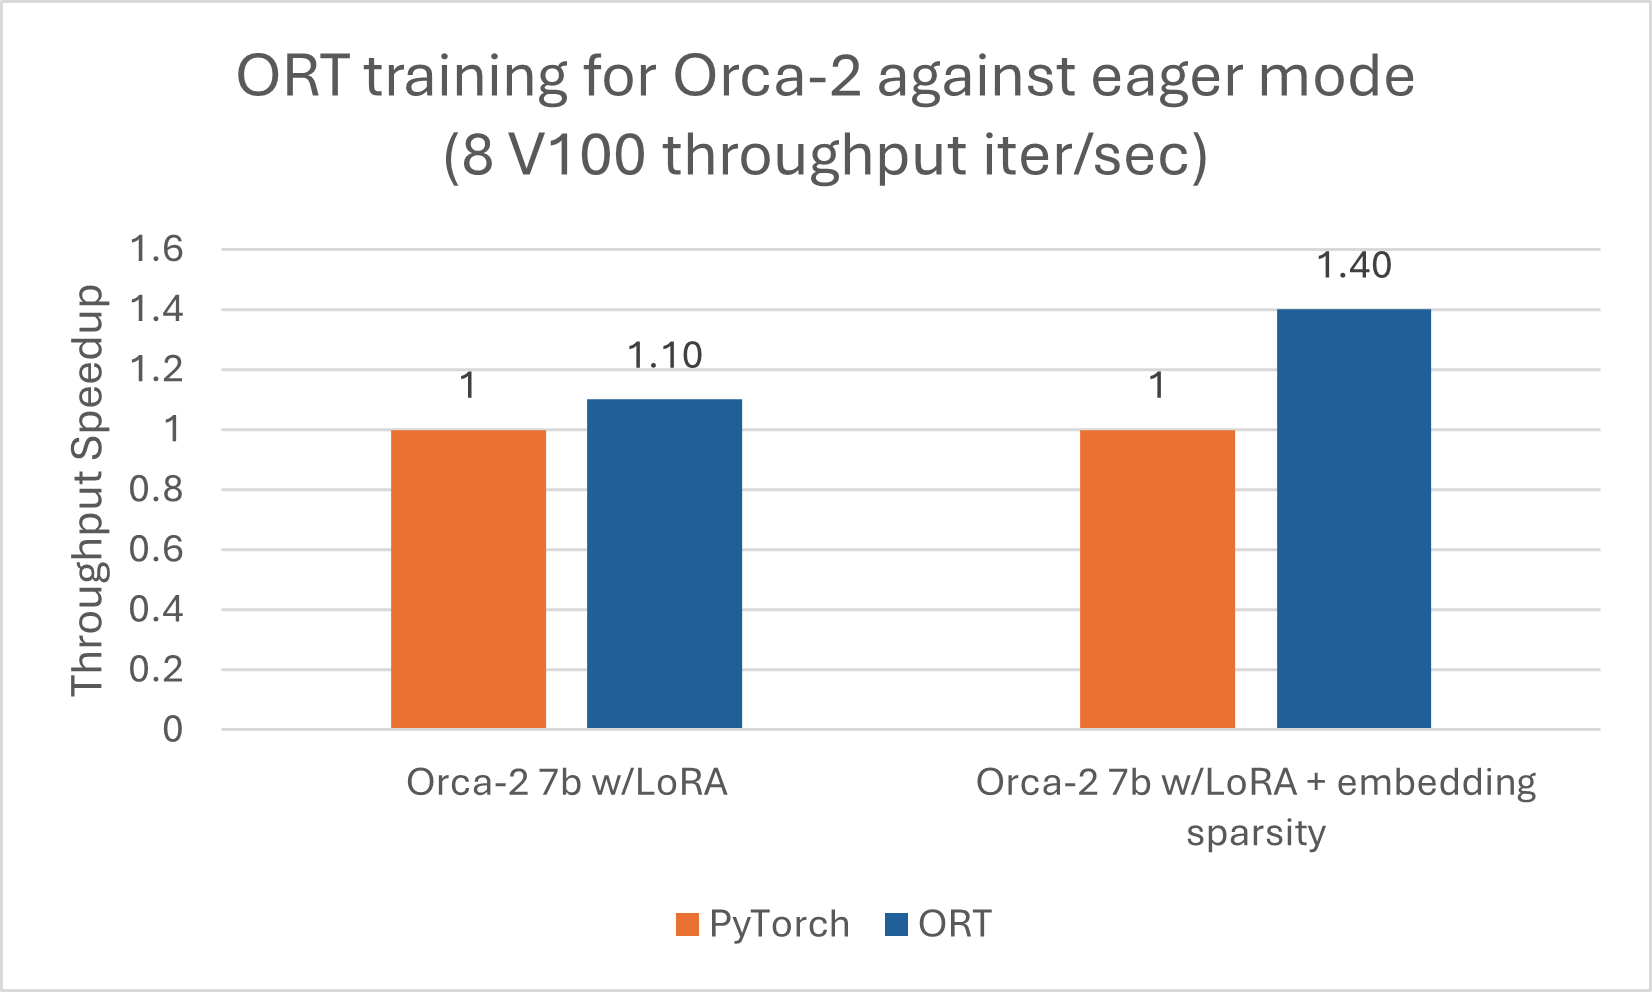 ORT training for Orca-2 against eager mode
(8 V100 throughput iter/sec)
Throughput Speedup
1.6
1.4
1.2
1
0.8
0.6
0.4
0.2
0
1
1.10
1
1.40
Orca-2 7b w/LoRA
Orca-2 7b w/LoRA + embedding
sparsity
PyTorch
ORT